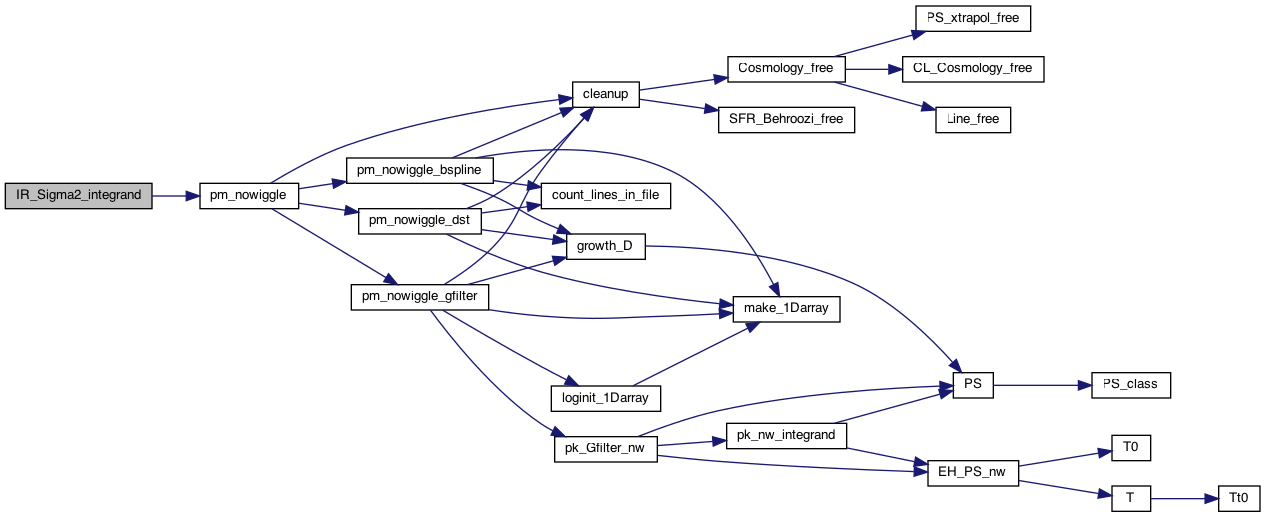 PS_xtrapol_free
Cosmology_free
CL_Cosmology_free
cleanup
SFR_Behroozi_free
Line_free
pm_nowiggle_bspline
IR_Sigma2_integrand
pm_nowiggle
count_lines_in_file
pm_nowiggle_dst
growth_D
pm_nowiggle_gfilter
make_1Darray
loginit_1Darray
PS
PS_class
pk_nw_integrand
pk_Gfilter_nw
T0
EH_PS_nw
T
Tt0